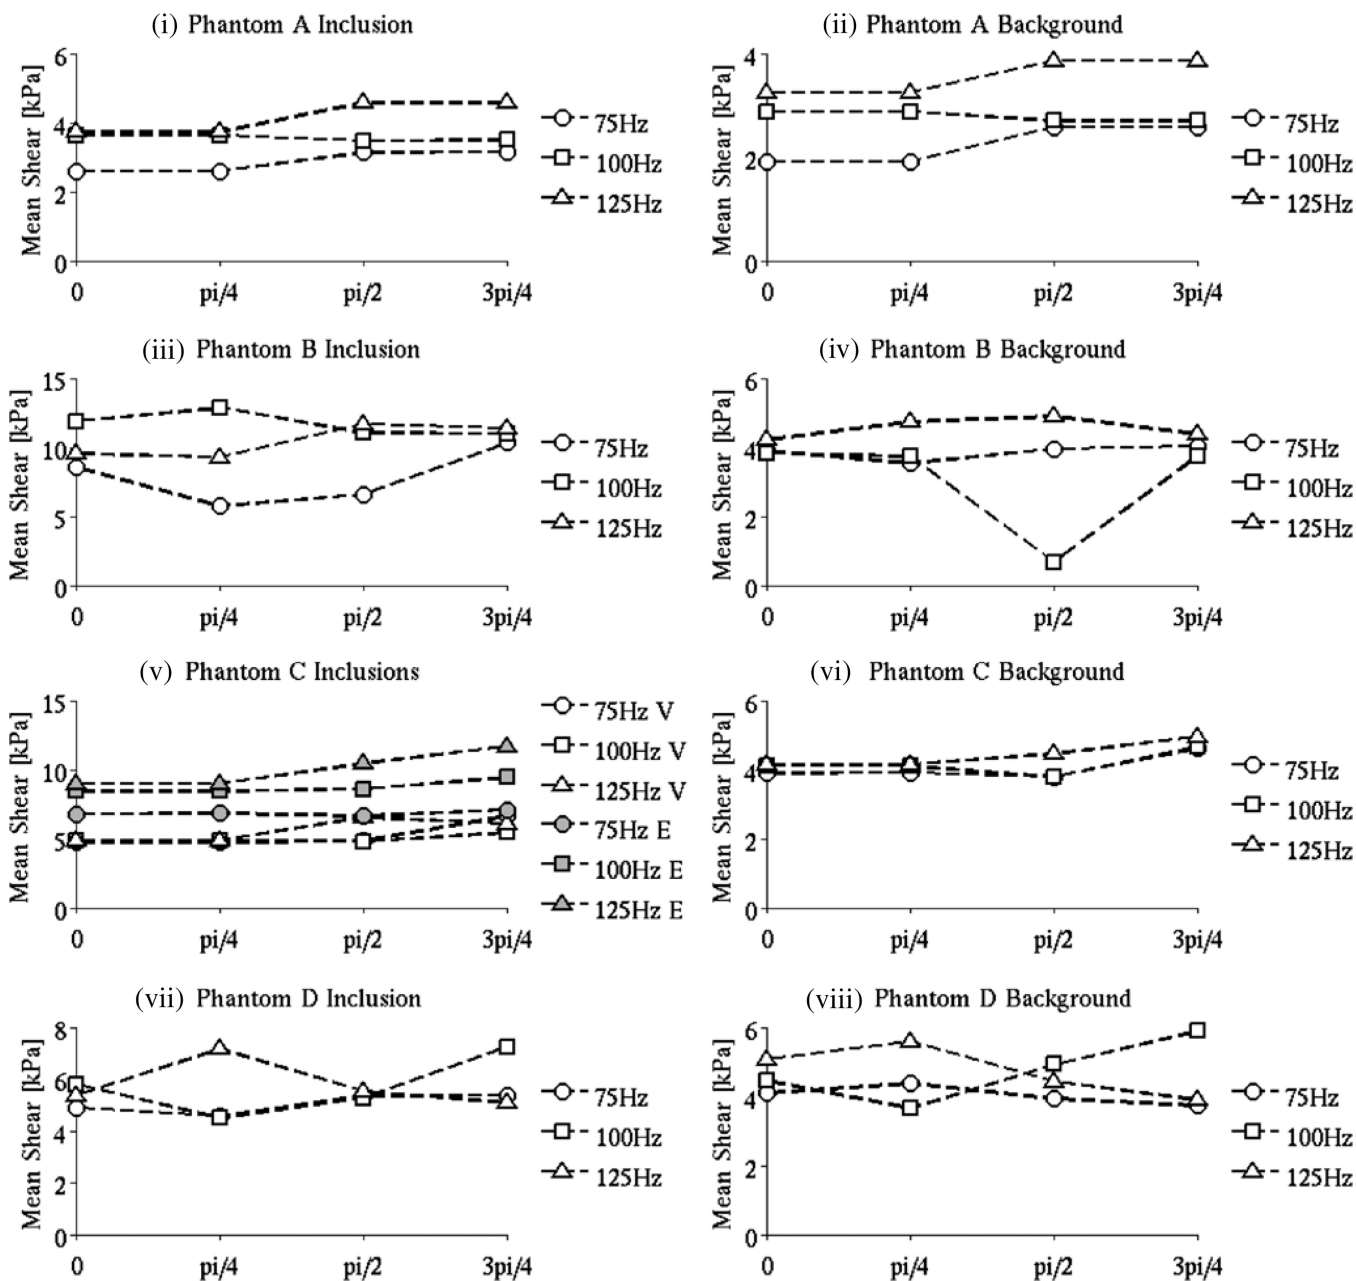 (i) Phantom A Inclusion
Mean Shear [kPa]
6
4
2
0
0 pi/4 pi/2 3pi/4
75Hz
100Hz
125Hz
(ii) Phantom A Background
Mean Shear [kPa]
4
2
0
0 pi/4 pi/2 3pi/4
75Hz
100Hz
125Hz
(iii) Phantom B Inclusion
Mean Shear [kPa]
15
10
5
0
0 pi/4 pi/2 3pi/4
75Hz
100Hz
125Hz
(iv) Phantom B Background
Mean Shear [kPa]
6
4
2
0
0 pi/4 pi/2 3pi/4
75Hz
100Hz
125Hz
(v) Phantom C Inclusions
Mean Shear [kPa]
15
10
5
0
0 pi/4 pi/2 3pi/4
75Hz V
100Hz V
125Hz V
75Hz E
100Hz E
125Hz E
(vi) Phantom C Background
Mean Shear [kPa]
6
4
2
0
0 pi/4 pi/2 3pi/4
75Hz
100Hz
125Hz
(vii) Phantom D Inclusion
Mean Shear [kPa]
8
6
4
2
0
0 pi/4 pi/2 3pi/4
75Hz
100Hz
125Hz
(viii) Phantom D Background
Mean Shear [kPa]
6
4
2
0
0 pi/4 pi/2 3pi/4
75Hz
100Hz
125Hz